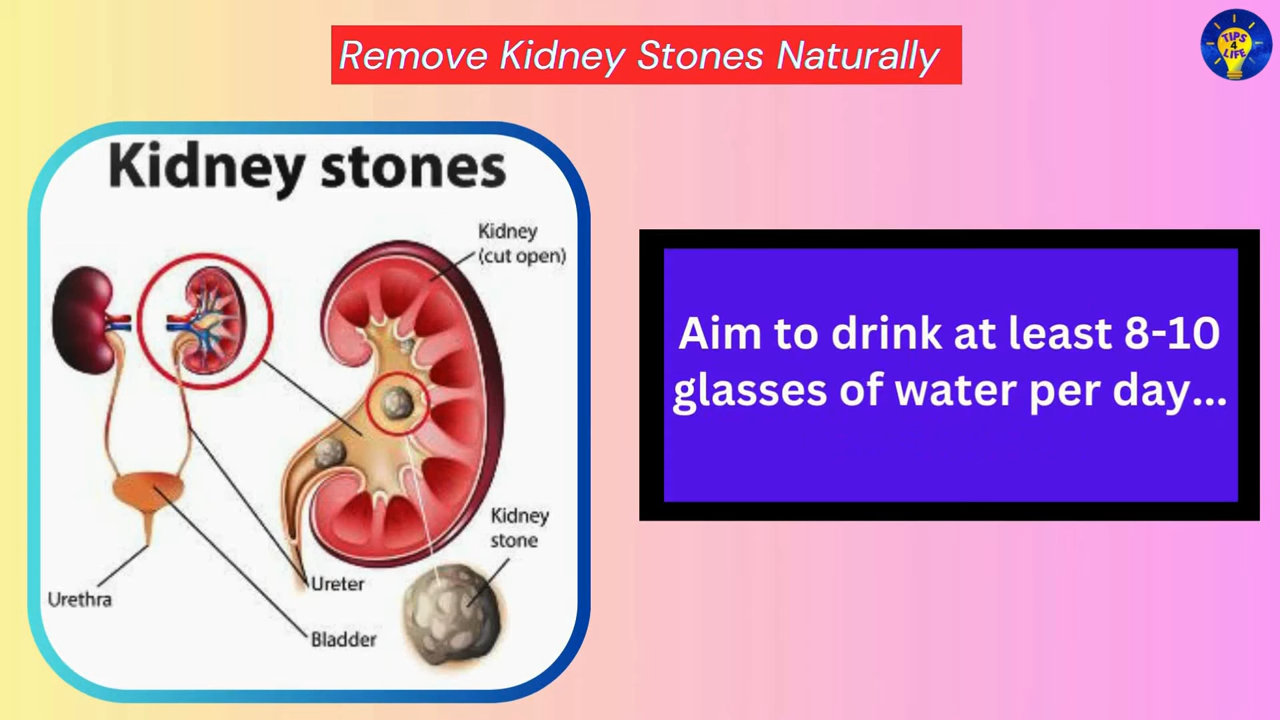 Remove Kidney Stones Naturally
TIPS
4
LIFE
Kidney stones
Kidney
(cut open)
Aim to drink at least 8-10
glasses of water per day...
Kidney
stone
Ureter
Urethra
Bladder